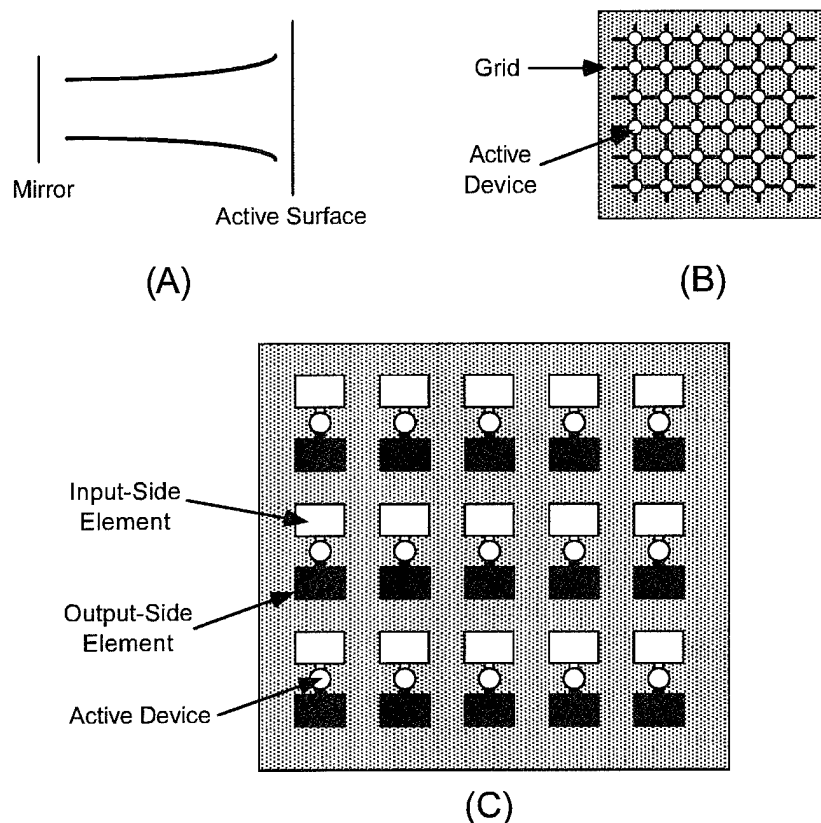 Mirror
Active Surface
(A)
Grid
Active
Device
(B)
Input-Side
Element
Output-Side
Element
Active Device
(C)